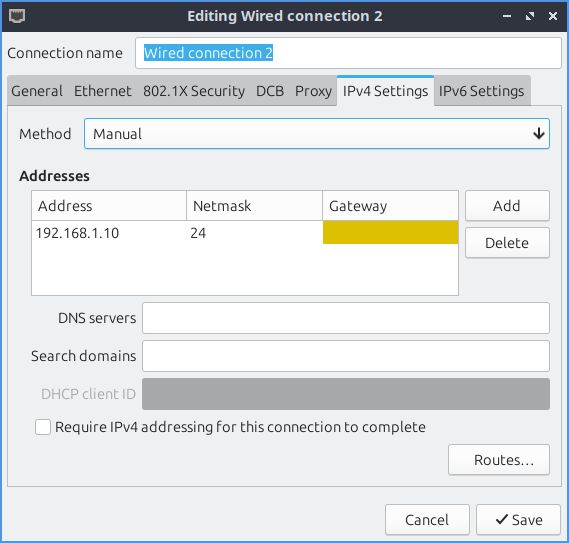 Editing Wired connection 2
Connection name Wired connection 2
General Ethernet 802.1X Security DCB Proxy IPv4 Settings IPv6 Settings
Method Manual
Addresses
Address Netmask Gateway Add
192.168.1.10 24
Delete
DNS servers
Search domains
DHCP client ID
Require IPv4 addressing for this connection to complete
Routes...
Cancel Save